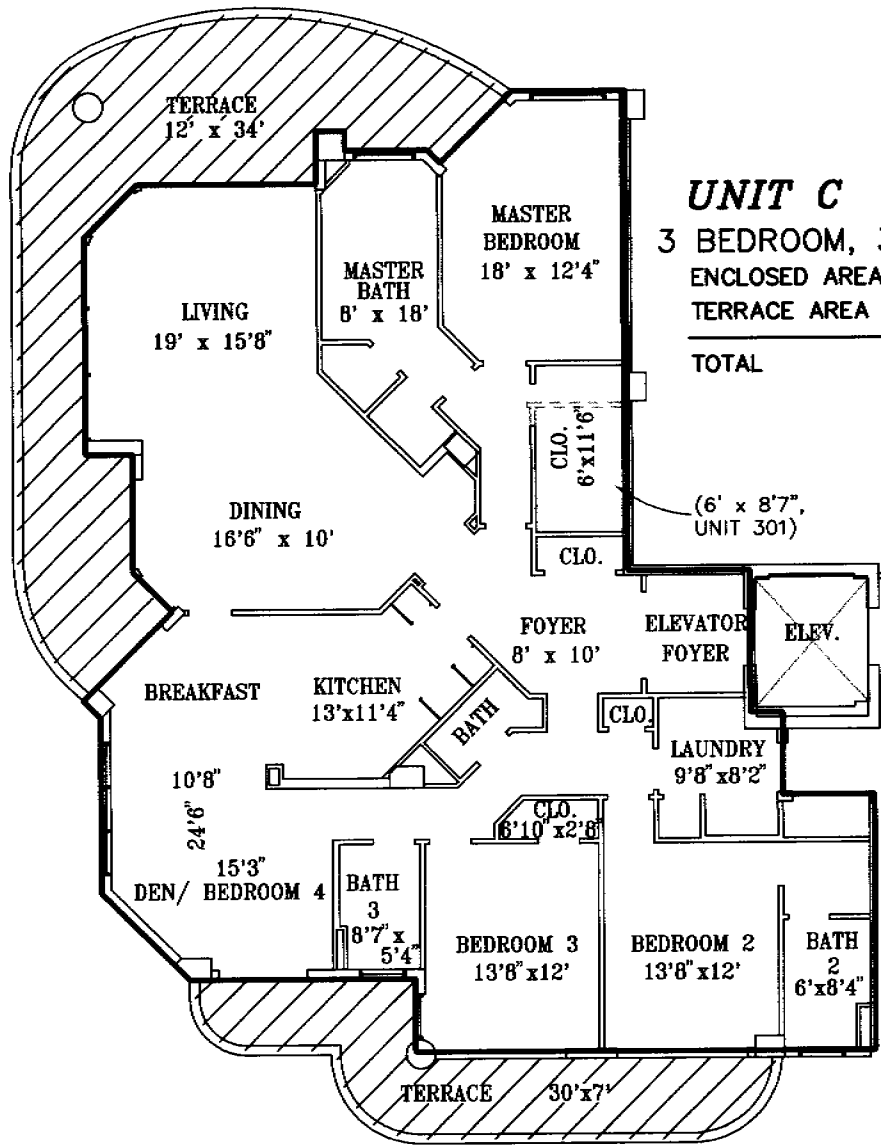 TERRACE
12' x 34'
UNIT C
3 BEDROOM,
ENCLOSED AREA
TERRACE AREA
TOTAL
MASTER
BEDROOM
18' x 12'4"
MASTER
BATH
8' x 18'
LIVING
19' x 15'8"
CLO.
6'x11'6"
(6' x 8'7",
UNIT 301)
DINING
16'6" x 10'
CLO.
FOYER
8' x 10'
ELEVATOR
FOYER
ELEV.
BREAKFAST
KITCHEN
13'x11'4"
BATH
CLO.
LAUNDRY
9'8"x8'2"
10'8"
24'6"
15'3"
DEN/ BEDROOM 4
CLO.
6'10"x2'8"
BATH
3
8'7" x
5'4"
BEDROOM 3
13'8"x12'
BEDROOM 2
13'8"x12'
BATH
2
6'x8'4"
TERRACE 30'x7'